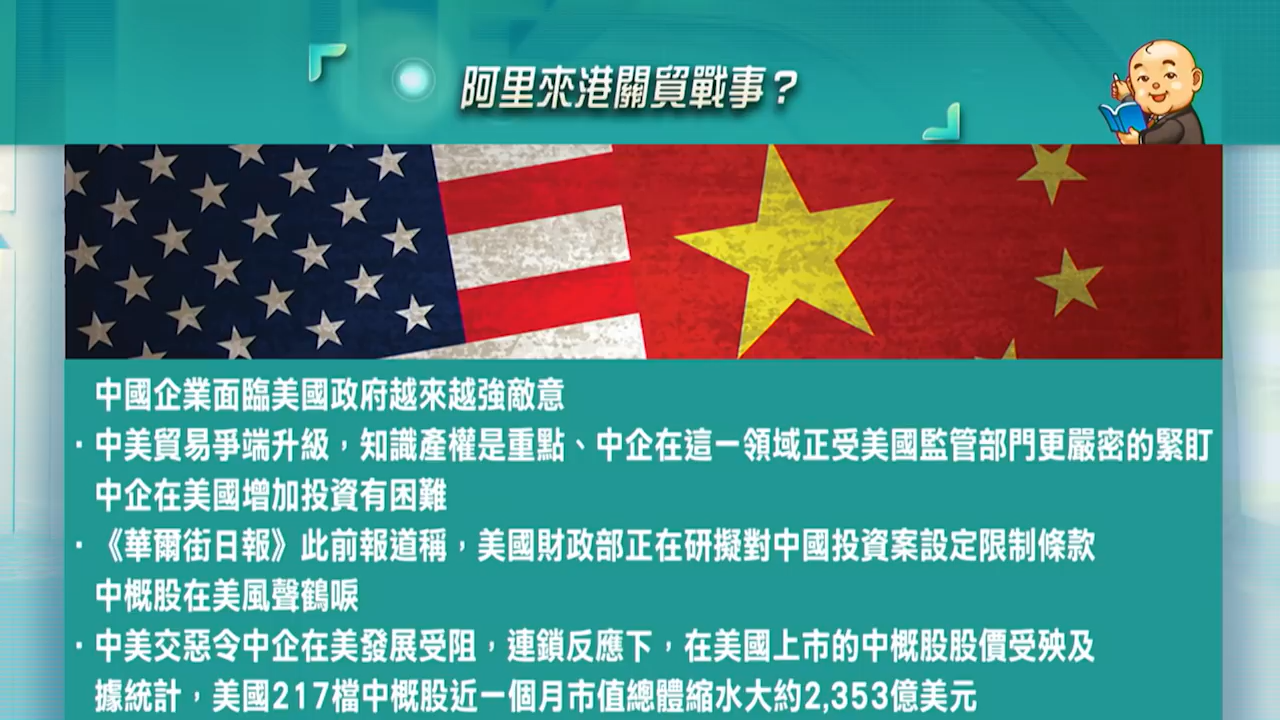 阿里來港關貿戰事？
中國企業面臨美國政府越來越強敵意
·中美貿易爭端升級，知識產權是重點、中企在這一領域正受美國監管部門更嚴密的緊盯
中企在美國增加投資有困難
·《華爾街日報》此前報道稱，美國財政部正在研擬對中國投資案設定限制條款
中概股在美風聲鶴唳
·中美交惡令中企在美發展受阻，連鎖反應下，在美國上市的中概股股價受殃及
據統計，美國217檔中概股近一個月市值總體縮水大約2,353億美元